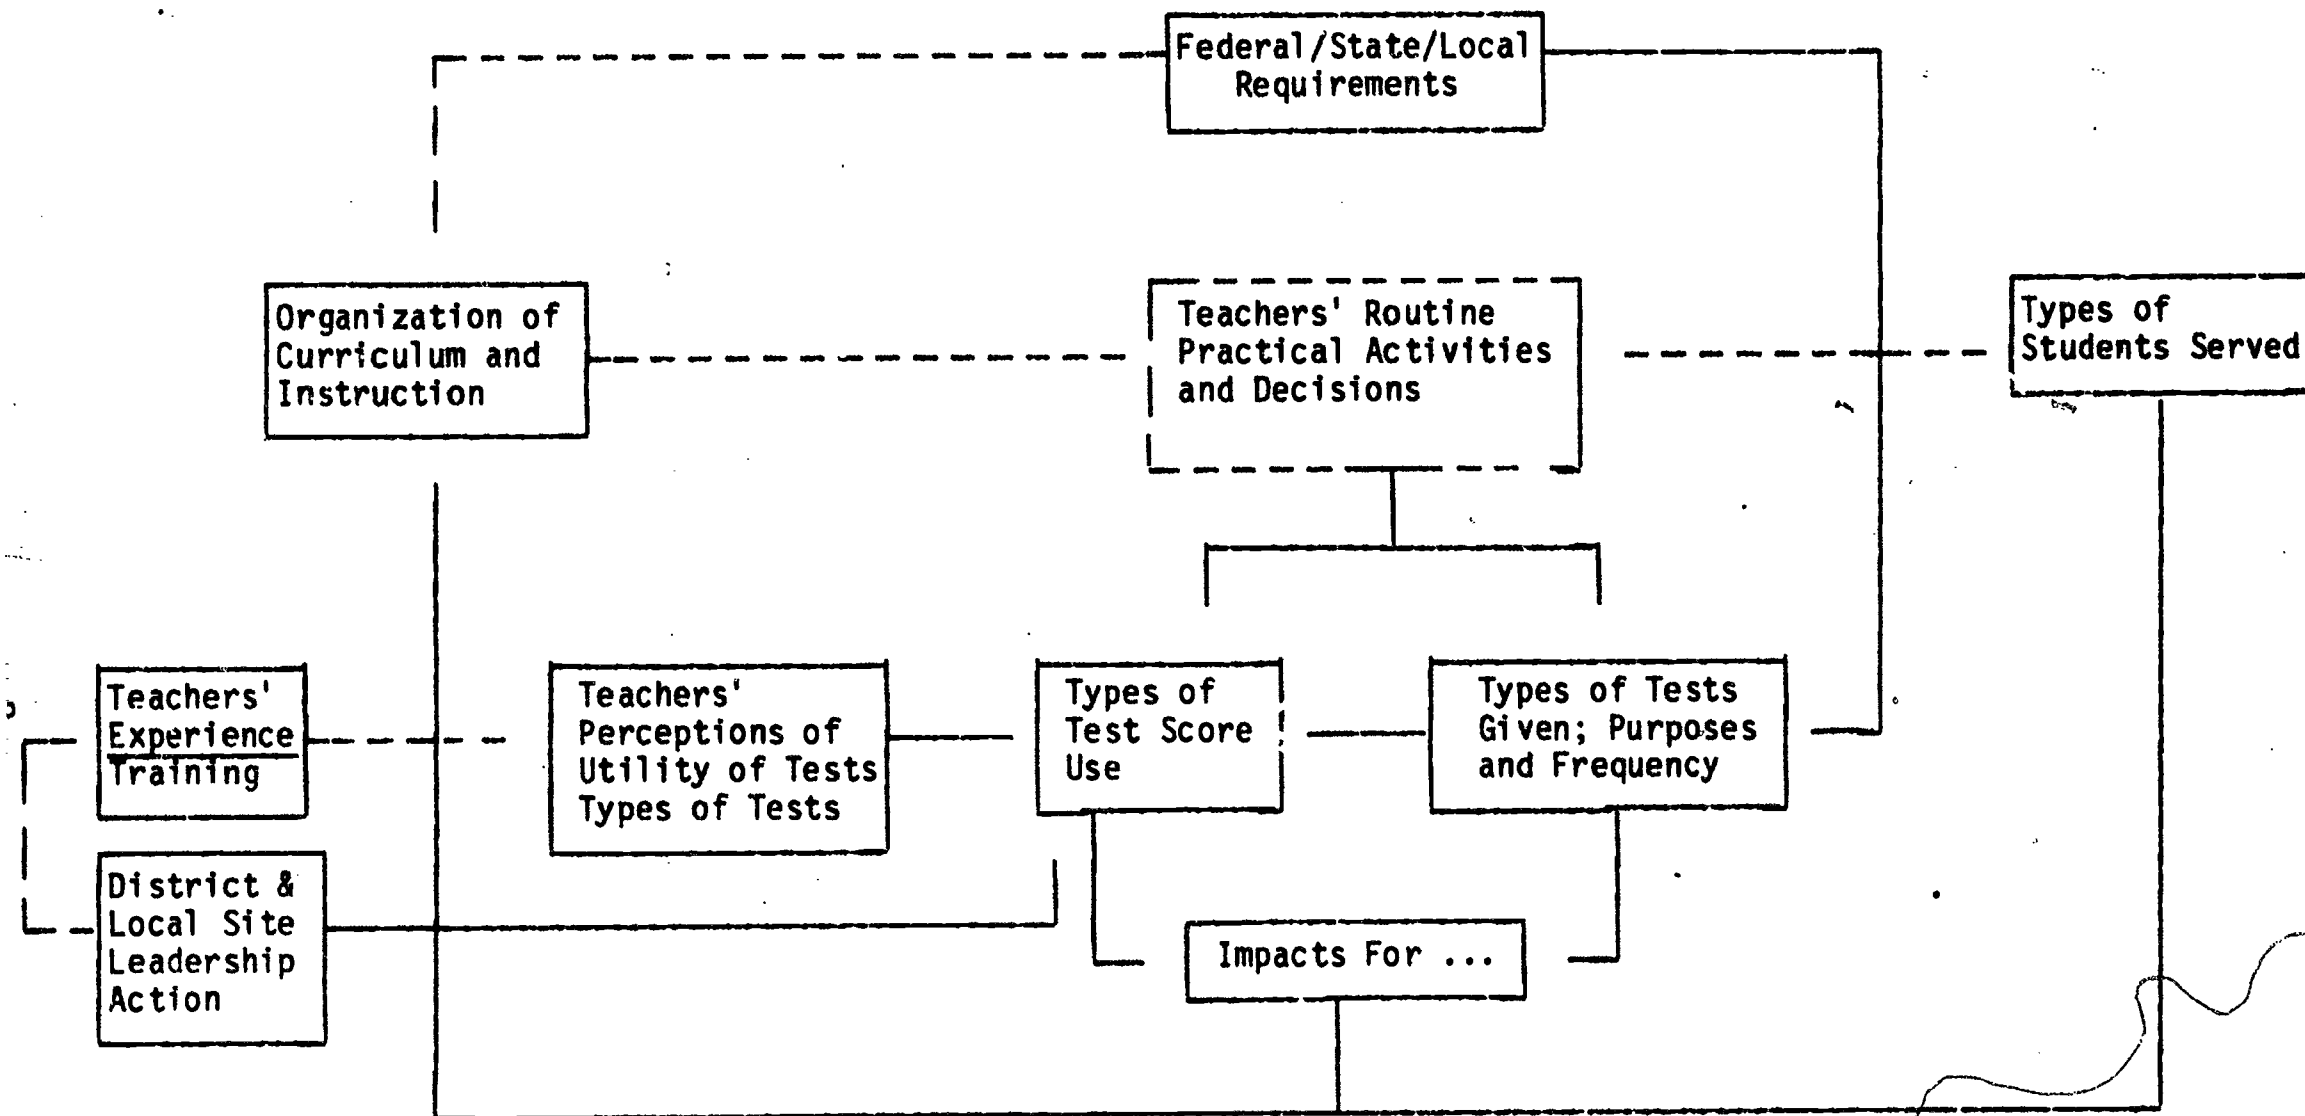 Federal/State/Local
Requirements
Organization of
Curriculum and
Instruction
Teachers' Routine
Practical Activities
and Decisions
Types of
Students Served
Teachers'
Experience
Training
Teachers'
Perceptions of
Utility of Tests
Types of Tests
Types of
Test Score
Use
Types of Tests
Given; Purposes
and Frequency
District &
Local Site
Leadership
Action
Impacts For ...